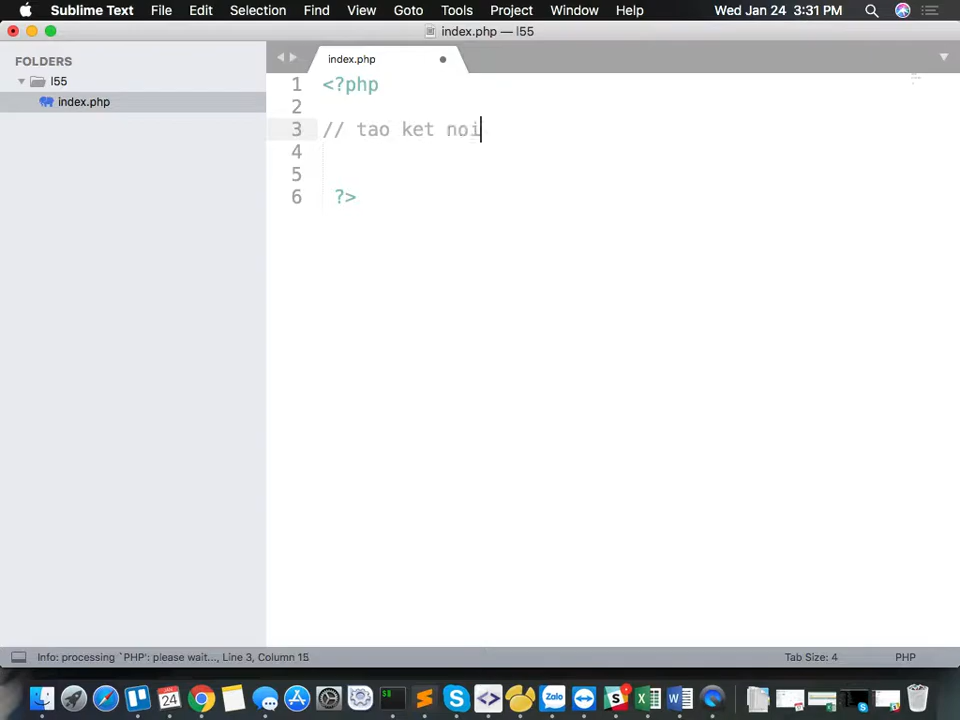 Sublime Text File Edit Selection Find View Goto Tools Project Window Help Wed Jan 24 3:31 PM
index.php — l55
FOLDERS
l55
index.php
index.php
1 <?php
2
3 // tao ket noi
4
5
6 ?>
Info: processing `PHP': please wait..., Line 3, Column 15 Tab Size: 4 PHP
24
Zalo